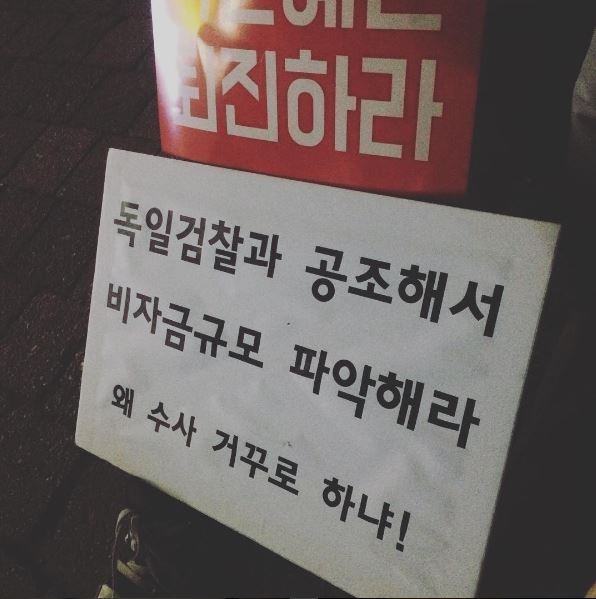 퇴진하라
독일검찰과 공조해서
비자금규모 파악해라
왜 수사 거꾸로 하냐!